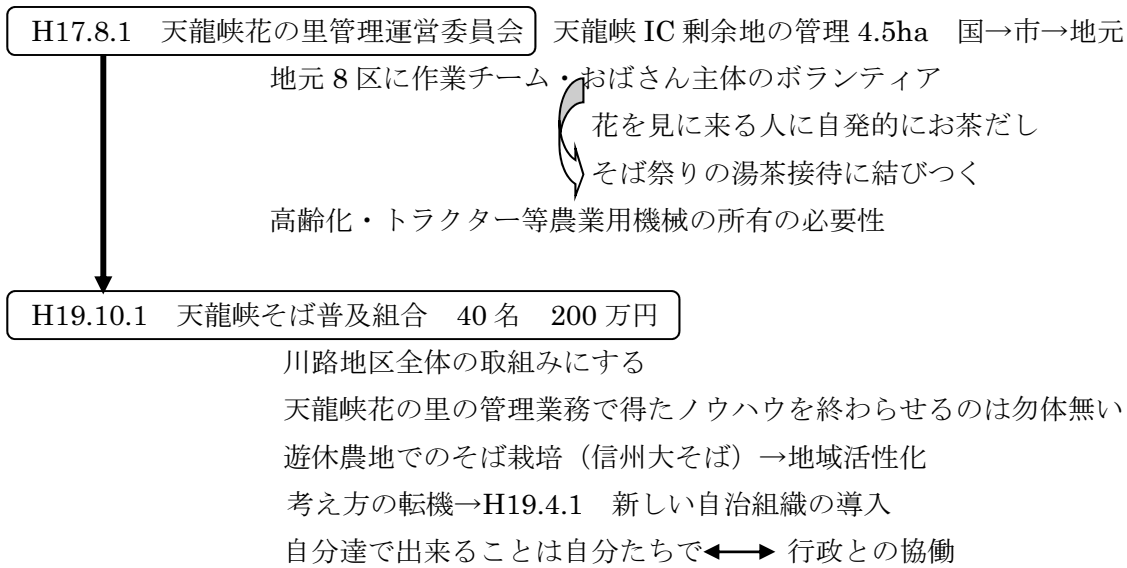 H17.8.1　天龍峡花の里管理運営委員会　天龍峡 IC 剰余地の管理 4.5ha　国→市→地元
地元 8 区に作業チーム・おばさん主体のボランティア
花を見に来る人に自発的にお茶だし
そば祭りの湯茶接待に結びつく
高齢化・トラクター等農業用機械の所有の必要性
H19.10.1　天龍峡そば普及組合　40 名　200 万円
川路地区全体の取組みにする
天龍峡花の里の管理業務で得たノウハウを終わらせるのは勿体無い
遊休農地でのそば栽培（信州大そば）→地域活性化
考え方の転機→H19.4.1　新しい自治組織の導入
自分達で出来ることは自分たちで⟷ 行政との協働